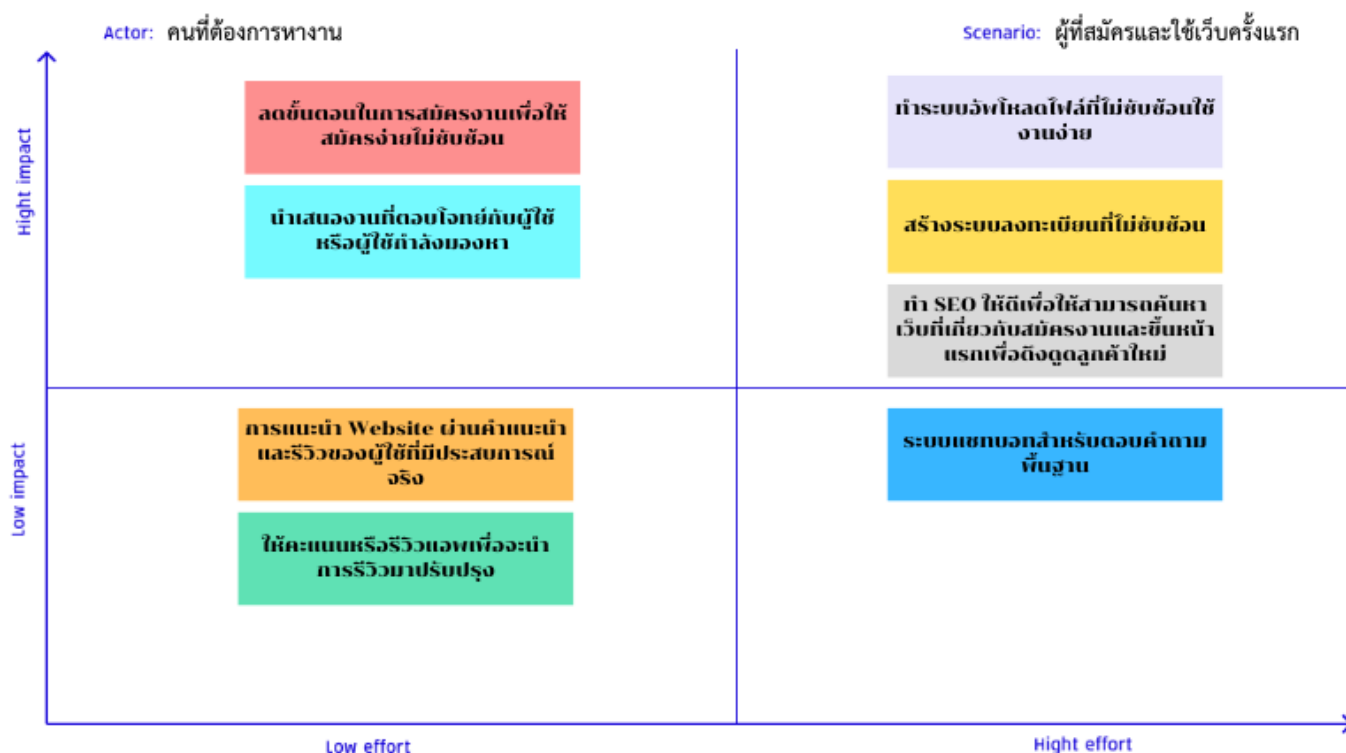 Actor: คนที่ต้องการหางาน
Scenario: ผู้ที่สมัครและใช้เว็บครั้งแรก
Hight impact
ลดขั้นตอนในการสมัครงานเพื่อให้
สมัครง่ายไม่ซับซ้อน
นำเสนองานที่ตอบโจทย์กับผู้ใช้
หรือผู้ใช้กำลังมองหา
ทำระบบอัพโหลดไฟล์ที่ไม่ซับซ้อนใช้
งานง่าย
สร้างระบบลงทะเบียนที่ไม่ซับซ้อน
ทำ SEO ให้ดีเพื่อให้สามารถค้นหา
เว็บที่เกี่ยวกับสมัครงานและขึ้นหน้า
แรกเพื่อดึงดูดลูกค้าใหม่
Low impact
การแนะนำ Website ผ่านคำแนะนำ
และรีวิวของผู้ใช้ที่มีประสบการณ์
จริง
ให้คะแนนหรือรีวิวแอพเพื่อจะนำ
การรีวิวมาปรับปรุง
ระบบแชทบอกสำหรับตอบคำถาม
พื้นฐาน
Low effort
Hight effort